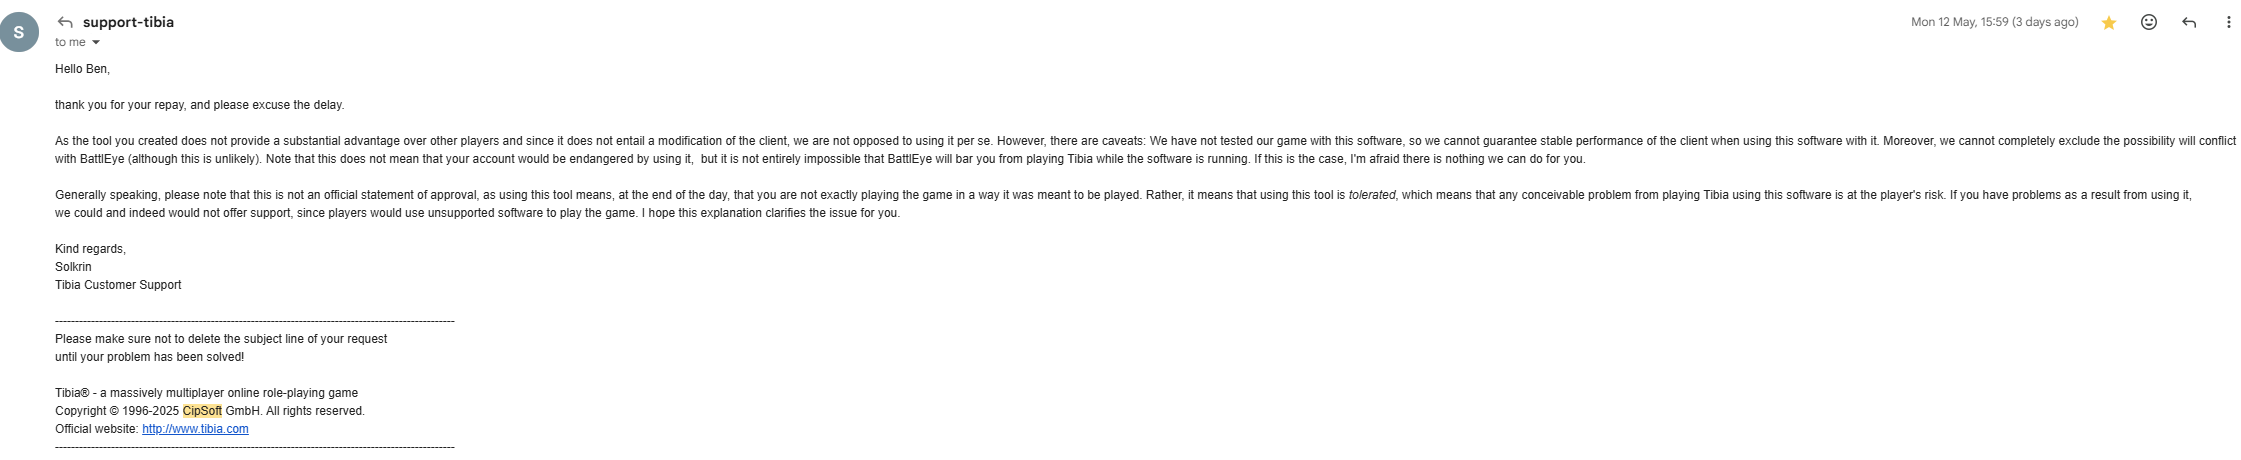 S
support-tibia
Mon 12 May, 15:59 (3 days ago)
to me
Hello Ben,
thank you for your repay, and please excuse the delay.
As the tool you created does not provide a substantial advantage over other players and since it does not entail a modification of the client, we are not opposed to using it per se. However, there are caveats: We have not tested our game with this software, so we cannot guarantee stable performance of the client when using this software with it. Moreover, we cannot completely exclude the possibility will conflict
with BattlEye (although this is unlikely). Note that this does not mean that your account would be endangered by using it,  but it is not entirely impossible that BattlEye will bar you from playing Tibia while the software is running. If this is the case, I'm afraid there is nothing we can do for you.
Generally speaking, please note that this is not an official statement of approval, as using this tool means, at the end of the day, that you are not exactly playing the game in a way it was meant to be played. Rather, it means that using this tool is tolerated, which means that any conceivable problem from playing Tibia using this software is at the player's risk. If you have problems as a result from using it,
we could and indeed would not offer support, since players would use unsupported software to play the game. I hope this explanation clarifies the issue for you.
Kind regards,
Solkrin
Tibia Customer Support
----------------------------------------------------------------------------------------------------
Please make sure not to delete the subject line of your request
until your problem has been solved!
Tibia® - a massively multiplayer online role-playing game
Copyright © 1996-2025 CipSoft GmbH. All rights reserved.
Official website: http://www.tibia.com
----------------------------------------------------------------------------------------------------